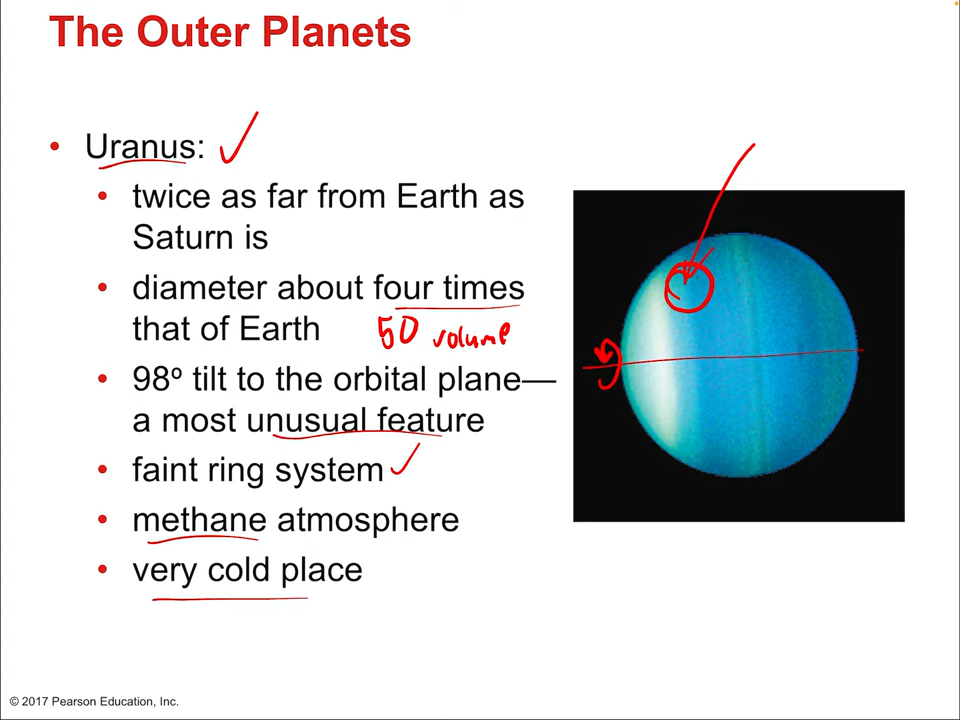 The Outer Planets
• Uranus:
• twice as far from Earth as
Saturn is
• diameter about four times
that of Earth 50 volume
• 98º tilt to the orbital plane—
a most unusual feature
• faint ring system
• methane atmosphere
• very cold place
© 2017 Pearson Education, Inc.